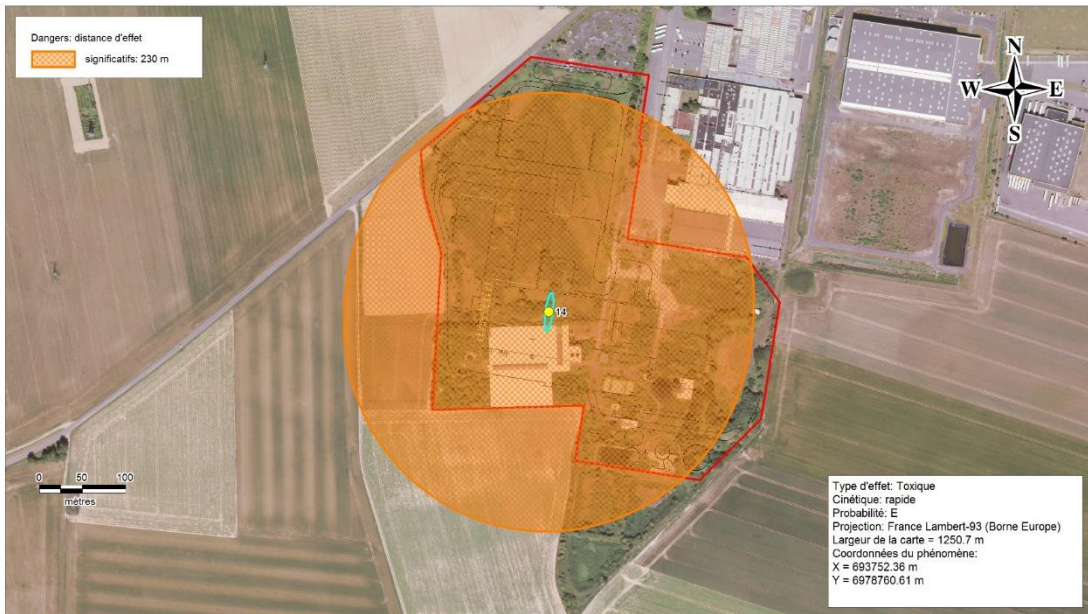 Dangers: distance d'effet
significatifs: 230 m
N
W E
S
14
0 50 100
mètres
Type d'effet: Toxique
Cinétique: rapide
Probabilité: E
Projection: France Lambert-93 (Borne Europe)
Largeur de la carte = 1250.7 m
Coordonnées du phénomène:
X = 693752.36 m
Y = 6978760.61 m